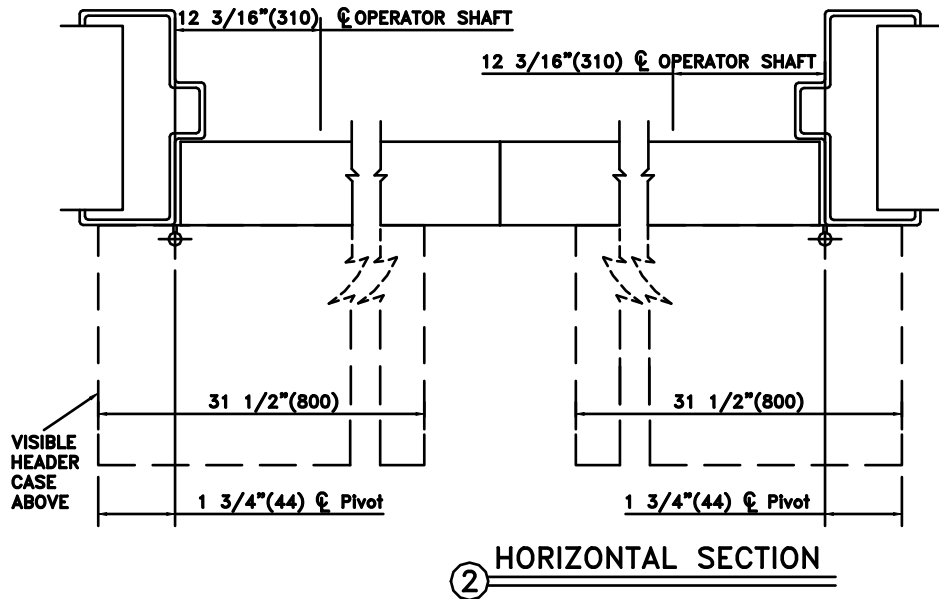 12 3/16"(310) ℄ OPERATOR SHAFT
12 3/16"(310) ℄ OPERATOR SHAFT
31 1/2"(800)
31 1/2"(800)
VISIBLE
HEADER
CASE
ABOVE
1 3/4"(44) ℄ Pivot
1 3/4"(44) ℄ Pivot
2 HORIZONTAL SECTION